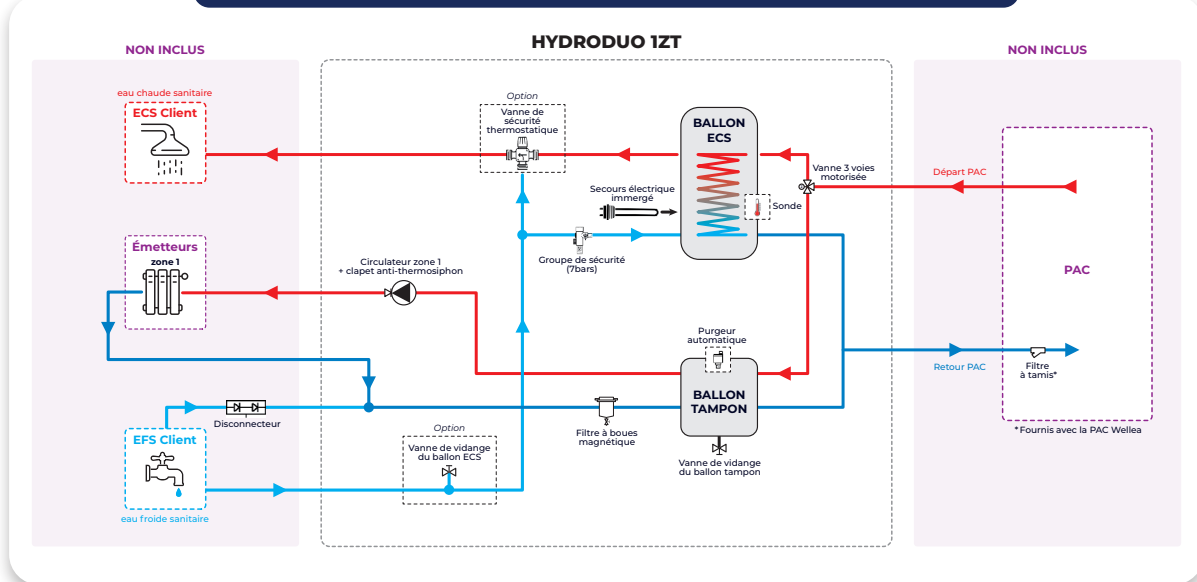 HYDRODUO 1ZT
NON INCLUS
NON INCLUS
eau chaude sanitaire
ECS Client
Option
Vanne de
sécurité
thermostatique
BALLON
ECS
Vanne 3 voies
motorisée
Départ PAC
Secours électrique
immergé
Sonde
Émetteurs
zone 1
Circulateur zone 1
+ clapet anti-thermosiphon
Groupe de sécurité
(7bars)
PAC
Purgeur
automatique
Retour PAC
Filtre
à tamis*
BALLON
TAMPON
Disconnecteur
Filtre à boues
magnétique
*Fournis avec la PAC Wellea
EFS Client
Option
Vanne de vidange
du ballon ECS
Vanne de vidange
du ballon tampon
eau froide sanitaire